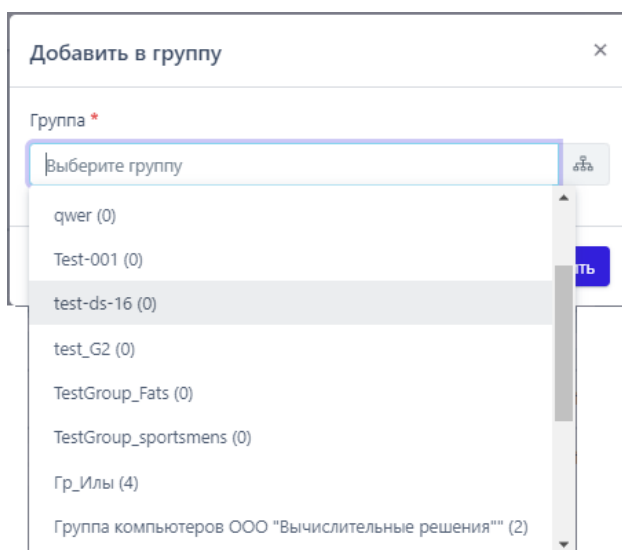 Добавить в группу
Группа *
Выберите группу
qwer (0)
Test-001 (0)
ть
test-ds-16 (0)
test_G2 (0)
TestGroup_Fats (0)
TestGroup_sportsmens (0)
Гр_Илы (4)
Группа компьютеров ООО "Вычислительные решения"" (2)